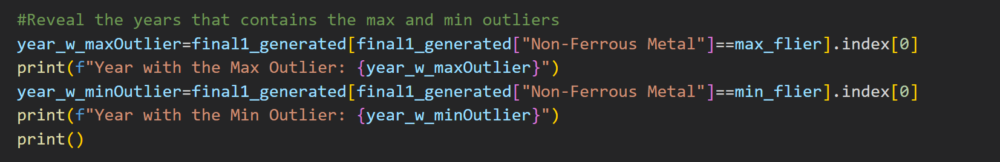 #Reveal the years that contains the max and min outliers
year_w_maxOutlier=final1_generated[final1_generated["Non-Ferrous Metal"]==max_flier].index[0]
print(f"Year with the Max Outlier: {year_w_maxOutlier}")
year_w_minOutlier=final1_generated[final1_generated["Non-Ferrous Metal"]==min_flier].index[0]
print(f"Year with the Min Outlier: {year_w_minOutlier}")
print()